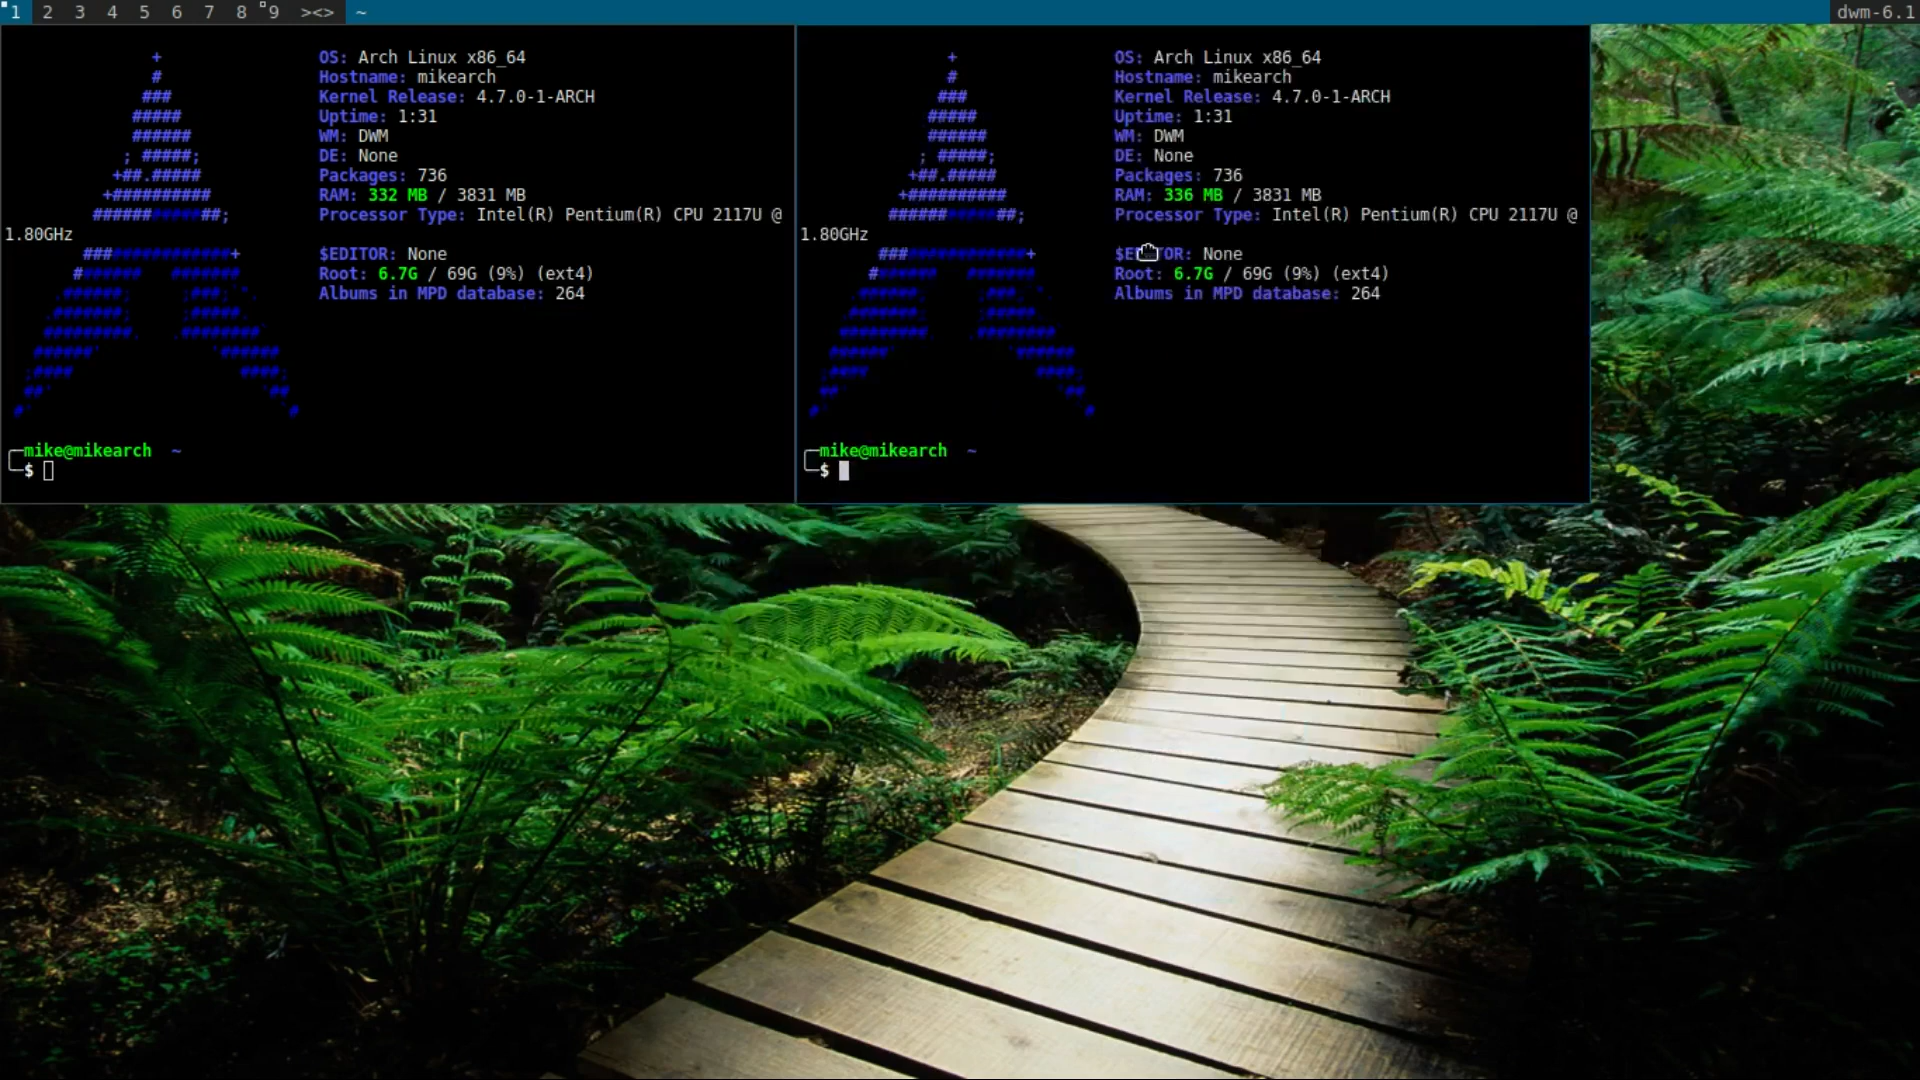 1 2 3 4 5 6 7 8 9 ><> ~ dwm-6.1
OS: Arch Linux x86_64
Hostname: mikearch
Kernel Release: 4.7.0-1-ARCH
Uptime: 1:31
WM: DWM
DE: None
Packages: 736
RAM: 332 MB / 3831 MB
Processor Type: Intel(R) Pentium(R) CPU 2117U @
1.80GHz
$EDITOR: None
Root: 6.7G / 69G (9%) (ext4)
Albums in MPD database: 264
mike@mikearch ~
$
OS: Arch Linux x86_64
Hostname: mikearch
Kernel Release: 4.7.0-1-ARCH
Uptime: 1:31
WM: DWM
DE: None
Packages: 736
RAM: 336 MB / 3831 MB
Processor Type: Intel(R) Pentium(R) CPU 2117U @
1.80GHz
$EDITOR: None
Root: 6.7G / 69G (9%) (ext4)
Albums in MPD database: 264
mike@mikearch ~
$